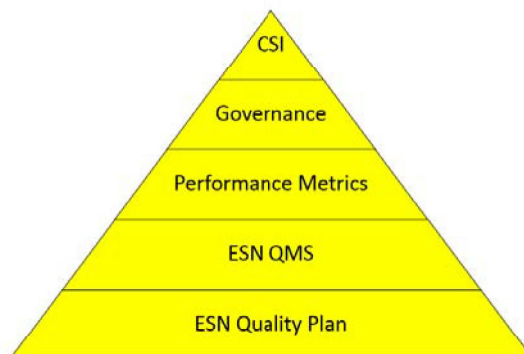 CSI
Governance
Performance Metrics
ESN QMS
ESN Quality Plan